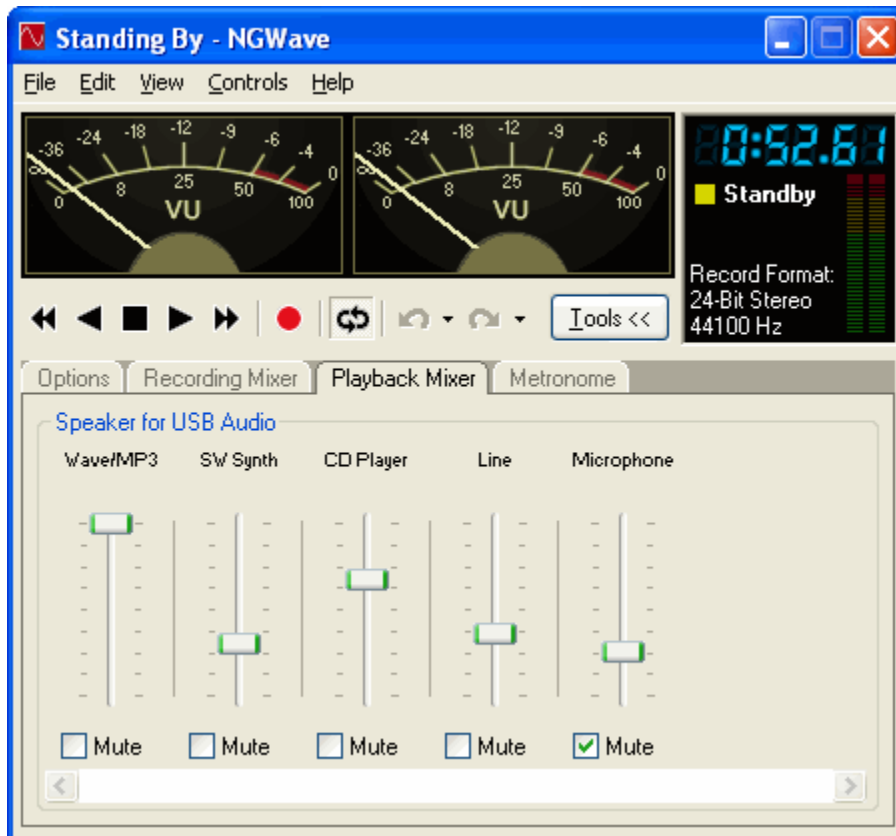 Standing By - NGWave
File Edit View Controls Help
-36 -24 -18 -12 -9 -6 -4 0
∞ 0 8 25 50 100
VU
-36 -24 -18 -12 -9 -6 -4 0
∞ 0 8 25 50 100
VU
0:52.61
Standby
Record Format:
24-Bit Stereo
44100 Hz
Tools <<
Options Recording Mixer Playback Mixer Metronome
Speaker for USB Audio
Wave/MP3 SW Synth CD Player Line Microphone
Mute Mute Mute Mute Mute